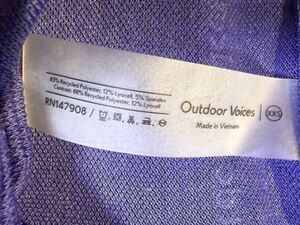 83% Recycled Polyester, 12% Lyocell, 5% Spandex
Contrast: 88% Recycled Polyester, 12% Lyocell
RN147908 /
Outdoor Voices | XXS
Made in Vietnam